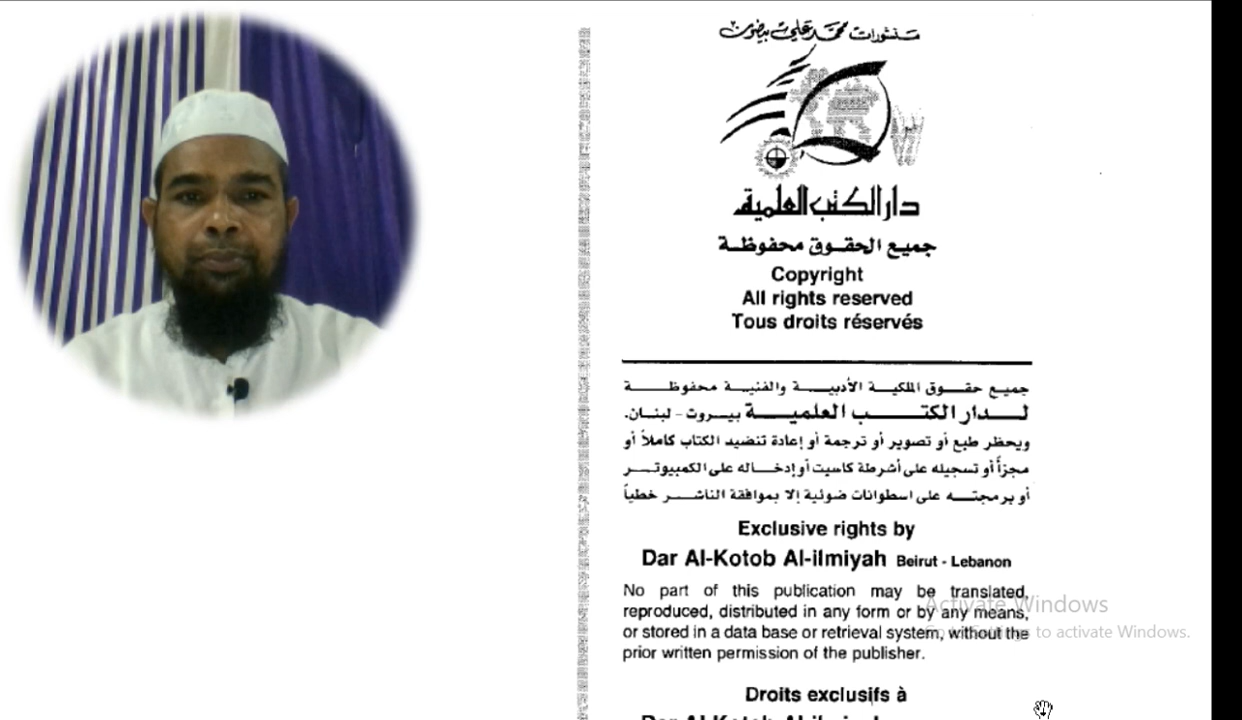 منشورات محمد علي بيضون
دار الكتب العلمية
جميع الحقوق محفوظة
Copyright
All rights reserved
Tous droits réservés
جميع حقوق الملكية الأدبية والفنية محفوظة
لدار الكتب العلمية بيروت - لبنان.
ويحظر طبع أو تصوير أو ترجمة أو إعادة تنضيد الكتاب كاملاً أو
مجزأً أو تسجيله على أشرطة كاسيت أو إدخاله على الكمبيوتر
أو برمجته على اسطوانات ضوئية إلا بموافقة الناشر خطياً
Exclusive rights by
Dar Al-Kotob Al-ilmiyah Beirut - Lebanon
No part of this publication may be translated,
reproduced, distributed in any form or by any means,
or stored in a data base or retrieval system, without the
prior written permission of the publisher.
Droits exclusifs à
Activate Windows
to activate Windows.